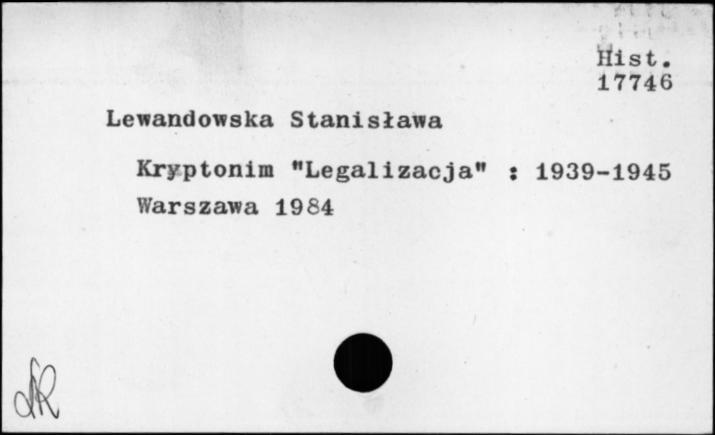 Hist.
17746
Lewandowska Stanisława
Kryptonim "Legalizacja" : 1939-1945
Warszawa 1984